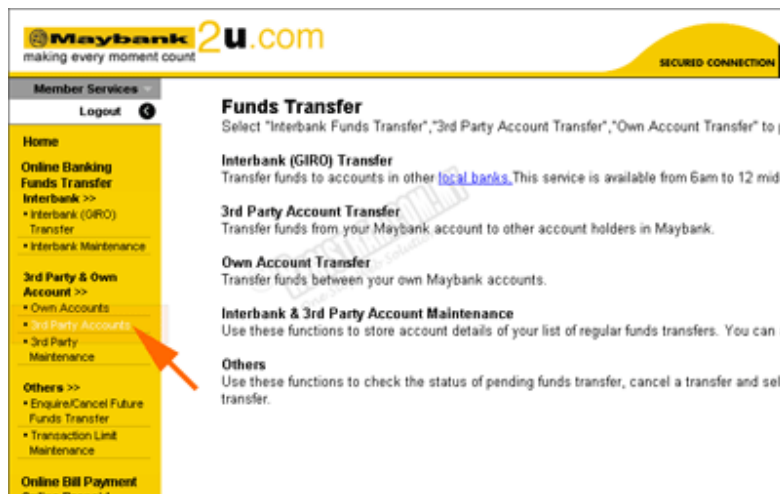 Maybank2u.com
making every moment count
SECURED CONNECTION
Member Services
Logout
Home
Online Banking
Funds Transfer
Interbank >>
• Interbank (GIRO)
Transfer
• Interbank Maintenance
3rd Party & Own
Account >>
• Own Accounts
• 3rd Party Accounts
• 3rd Party
Maintenance
Others >>
• Enquire/Cancel Future
Funds Transfer
• Transaction Limit
Maintenance
Online Bill Payment
Funds Transfer
Select "Interbank Funds Transfer","3rd Party Account Transfer","Own Account Transfer" to
Interbank (GIRO) Transfer
Transfer funds to accounts in other local banks.This service is available from 6am to 12 mid
3rd Party Account Transfer
Transfer funds from your Maybank account to other account holders in Maybank.
Own Account Transfer
Transfer funds between your own Maybank accounts.
Interbank & 3rd Party Account Maintenance
Use these functions to store account details of your list of regular funds transfers. You can
Others
Use these functions to check the status of pending funds transfer, cancel a transfer and sel
transfer.